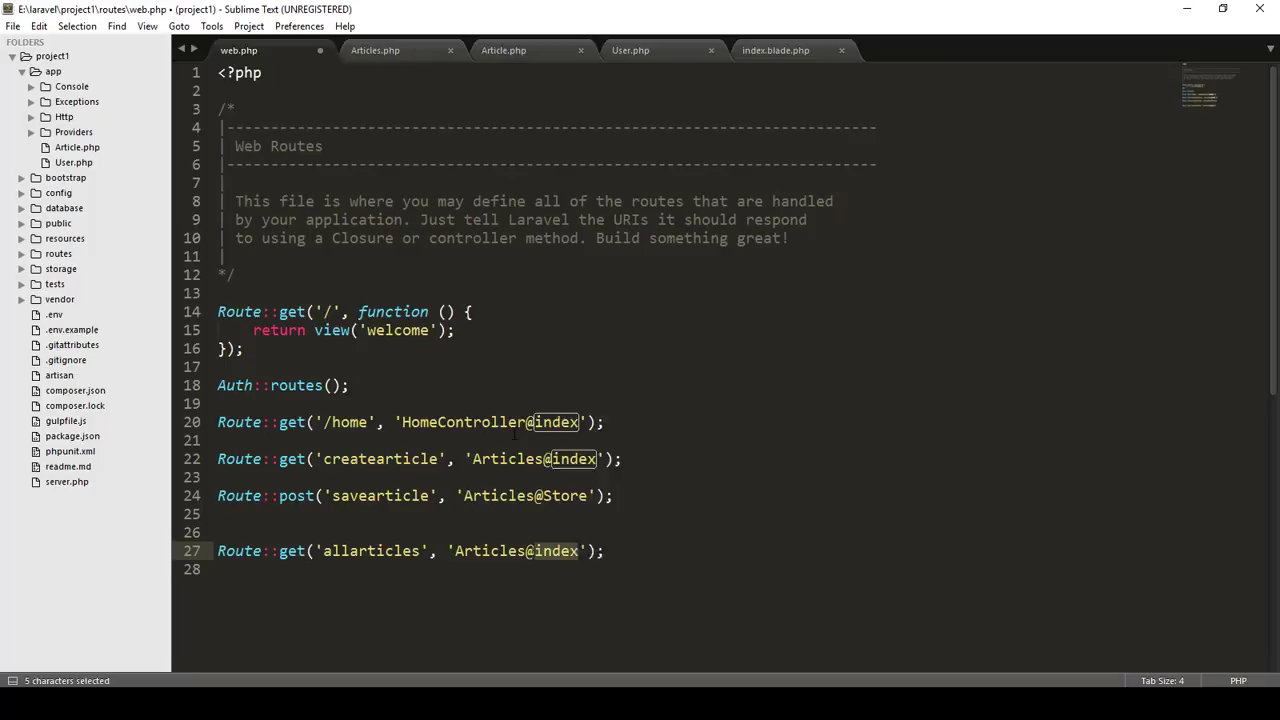 E:\laravel\project1\routes\web.php • (project1) - Sublime Text (UNREGISTERED)
File Edit Selection Find View Goto Tools Project Preferences Help
FOLDERS
project1
app
Console
Exceptions
Http
Providers
Article.php
User.php
bootstrap
config
database
public
resources
routes
storage
tests
vendor
.env
.env.example
.gitattributes
.gitignore
artisan
composer.json
composer.lock
gulpfile.js
package.json
phpunit.xml
readme.md
server.php
web.php Articles.php Article.php User.php index.blade.php
1 <?php
2
3 /*
4 |--------------------------------------------------------------------------
5 | Web Routes
6 |--------------------------------------------------------------------------
7 |
8 | This file is where you may define all of the routes that are handled
9 | by your application. Just tell Laravel the URIs it should respond
10 | to using a Closure or controller method. Build something great!
11 |
12 */
13
14 Route::get('/', function () {
15     return view('welcome');
16 });
17
18 Auth::routes();
19
20 Route::get('/home', 'HomeController@index');
21
22 Route::get('createarticle', 'Articles@index');
23
24 Route::post('savearticle', 'Articles@Store');
25
26
27 Route::get('allarticles', 'Articles@index');
28
5 characters selected Tab Size: 4 PHP